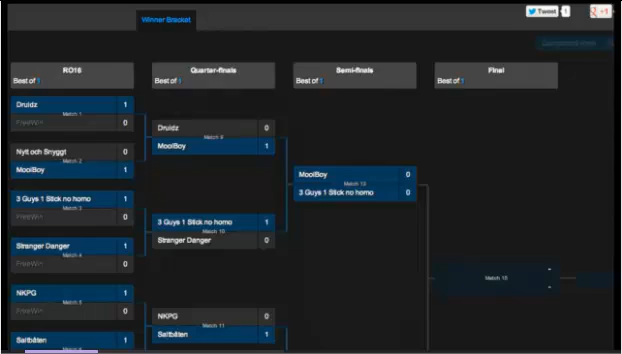 Tweet 1
+1
Winner Bracket
RO16
Best of 1
Quarter-finals
Best of 1
Semi-finals
Best of 1
Final
Best of 1
Druidz 1
Match 1
FreeWin 0
Nytt och Snyggt 0
Match 2
MoolBoy 1
3 Guys 1 Stick no homo 1
Match 3
FreeWin 0
Stranger Danger 1
Match 4
FreeWin 0
NKPG 1
Match 5
FreeWin 0
Saltbåten 1
Druidz 0
Match 9
MoolBoy 1
3 Guys 1 Stick no homo 1
Match 10
Stranger Danger 0
NKPG 0
Match 11
Saltbåten 1
MoolBoy 0
Match 13
3 Guys 1 Stick no homo 0
Match 15
-
-